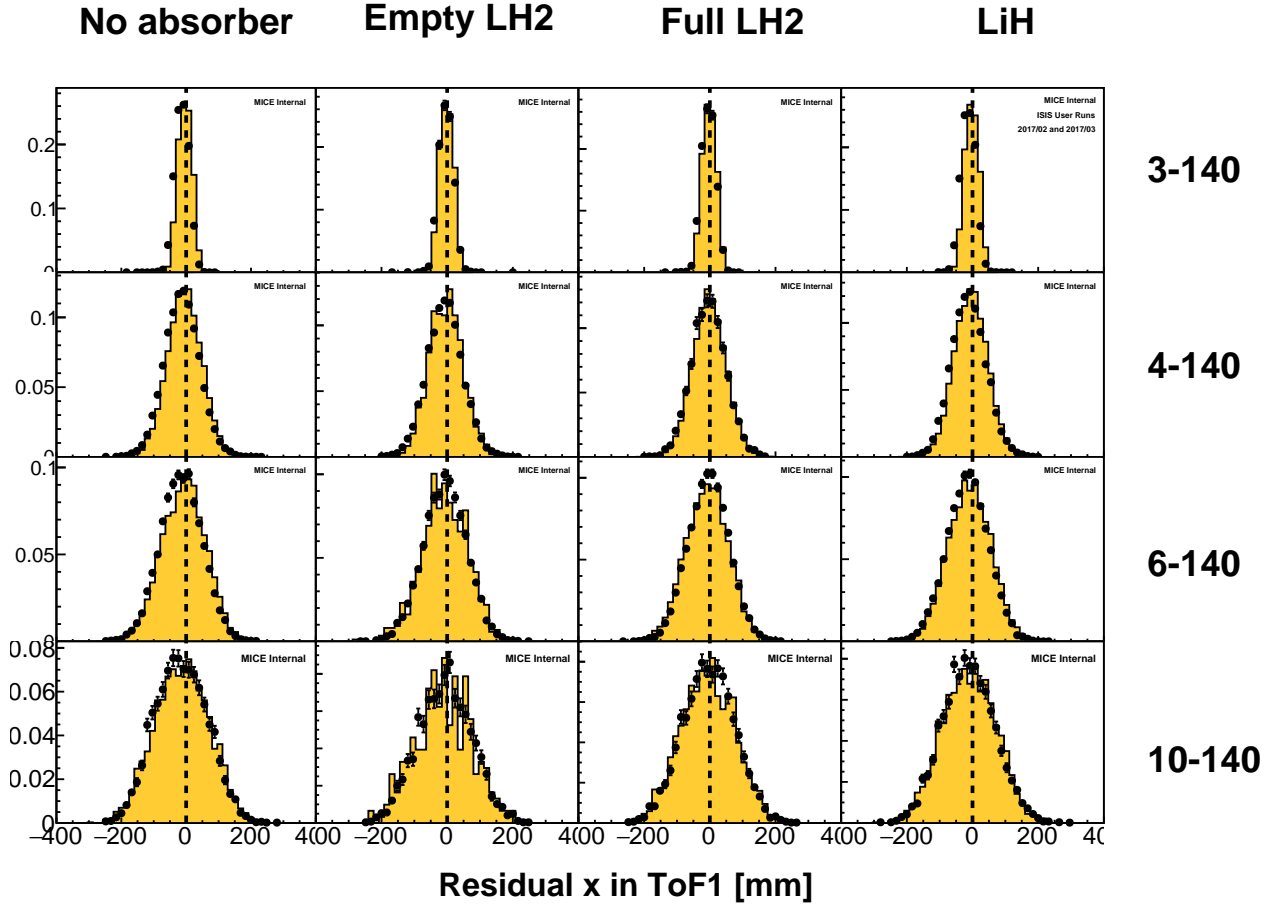 No absorber Empty LH2 Full LH2 LiH
MICE Internal MICE Internal MICE Internal MICE Internal
ISIS User Runs
2017/02 and 2017/03
0.2
3-140
0.1
0
MICE Internal MICE Internal MICE Internal MICE Internal
0.1
4-140
0.05
0
0.1
MICE Internal MICE Internal MICE Internal MICE Internal
0.05
6-140
0
0.08
MICE Internal MICE Internal MICE Internal MICE Internal
0.06
0.04
10-140
0.02
0
−400 −200 0 200 400 −200 0 200 400 −200 0 200 400 −200 0 200 40
Residual x in ToF1 [mm]